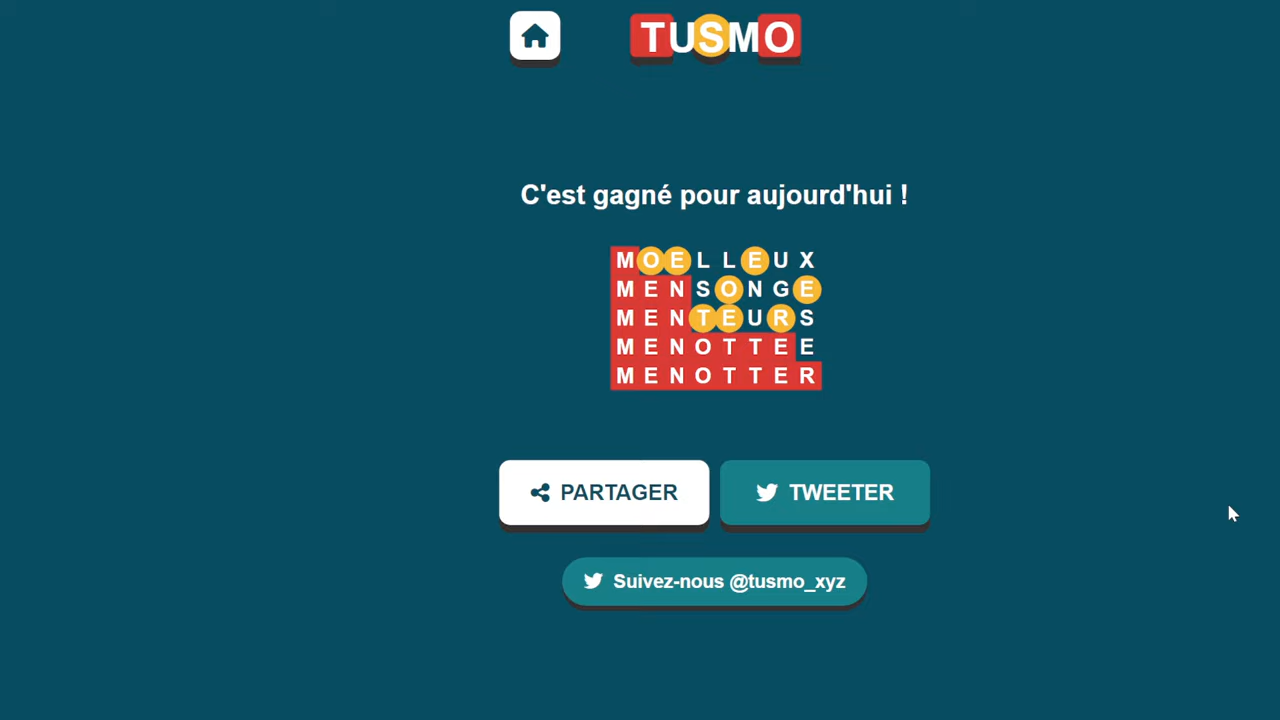 TUSMO
C'est gagné pour aujourd'hui !
MOELLEUX
MENSONGE
MENTEURS
MENOTTEE
MENOTTER
PARTAGER
TWEETER
Suivez-nous @tusmo_xyz